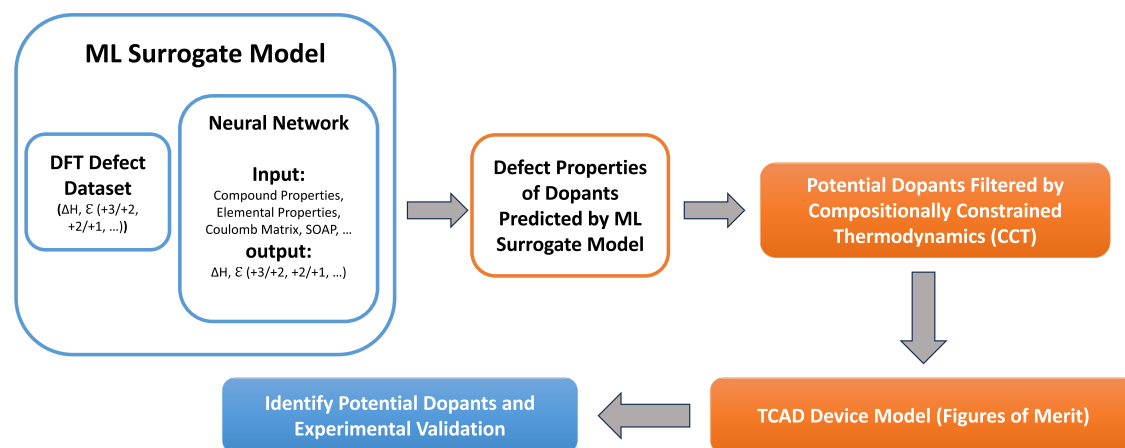 ML Surrogate Model
DFT Defect
Dataset
(ΔH, Ɛ (+3/+2,
+2/+1, …))
Neural Network
Input:
Compound Properties,
Elemental Properties,
Coulomb Matrix, SOAP, …
output:
ΔH, Ɛ (+3/+2, +2/+1, …)
Defect Properties
of Dopants
Predicted by ML
Surrogate Model
Potential Dopants Filtered by
Compositionally Constrained
Thermodynamics (CCT)
TCAD Device Model (Figures of Merit)
Identify Potential Dopants and
Experimental Validation